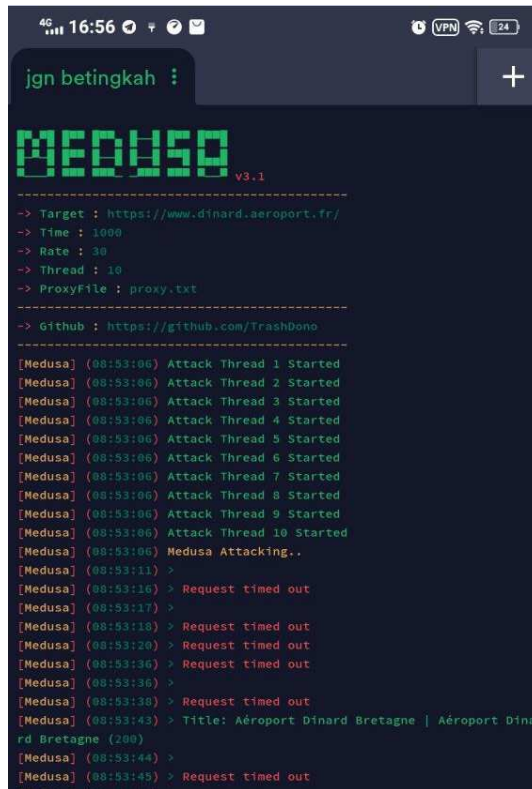 4G 16:56 VPN 24
jgn betingkah
MEDUSA v3.1
-> Target : https://www.dinard.aeroport.fr/
-> Time : 1000
-> Rate : 30
-> Thread : 10
-> ProxyFile : proxy.txt
-> Github : https://github.com/TrashDono
[Medusa] (08:53:06) Attack Thread 1 Started
[Medusa] (08:53:06) Attack Thread 2 Started
[Medusa] (08:53:06) Attack Thread 3 Started
[Medusa] (08:53:06) Attack Thread 4 Started
[Medusa] (08:53:06) Attack Thread 5 Started
[Medusa] (08:53:06) Attack Thread 6 Started
[Medusa] (08:53:06) Attack Thread 7 Started
[Medusa] (08:53:06) Attack Thread 8 Started
[Medusa] (08:53:06) Attack Thread 9 Started
[Medusa] (08:53:06) Attack Thread 10 Started
[Medusa] (08:53:06) Medusa Attacking..
[Medusa] (08:53:11) >
[Medusa] (08:53:16) > Request timed out
[Medusa] (08:53:17) >
[Medusa] (08:53:18) > Request timed out
[Medusa] (08:53:20) > Request timed out
[Medusa] (08:53:36) > Request timed out
[Medusa] (08:53:36) >
[Medusa] (08:53:38) > Request timed out
[Medusa] (08:53:43) > Title: Aéroport Dinard Bretagne | Aéroport Dina
rd Bretagne (200)
[Medusa] (08:53:44) >
[Medusa] (08:53:45) > Request timed out